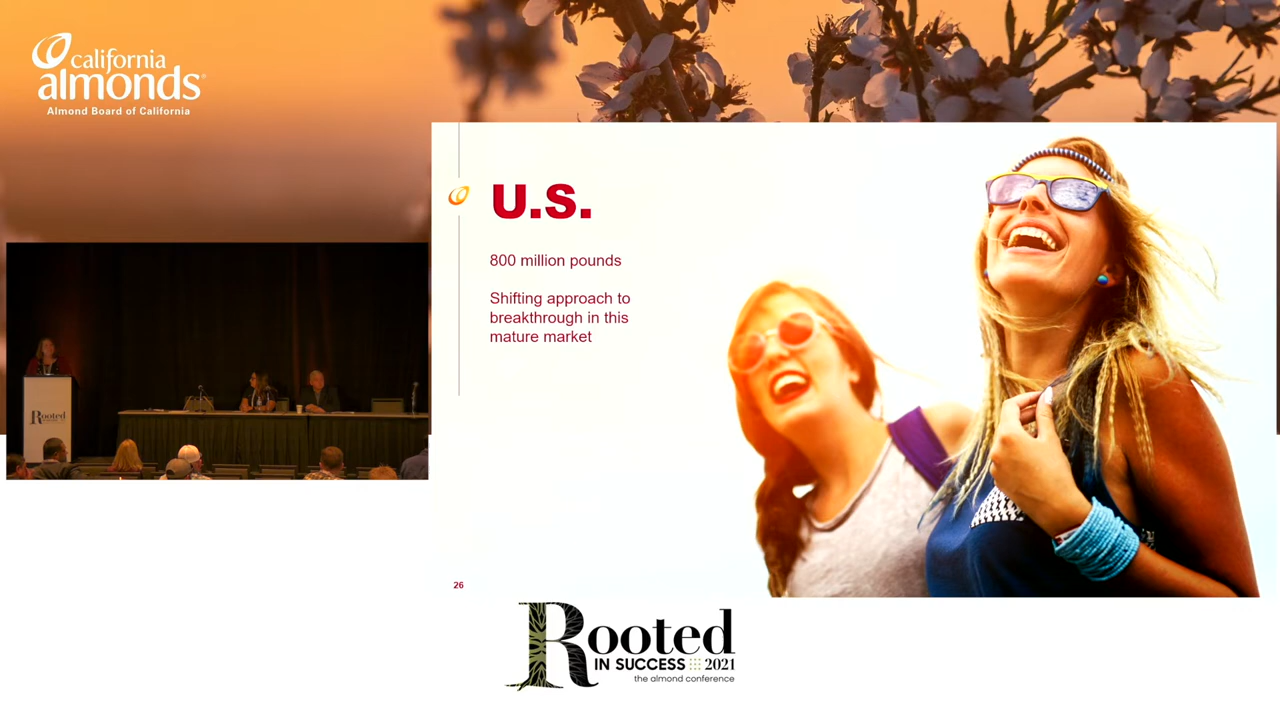 california
almonds
Almond Board of California
U.S.
800 million pounds
Shifting approach to
breakthrough in this
mature market
26
Rooted
Rooted
IN SUCCESS 2021
the almond conference